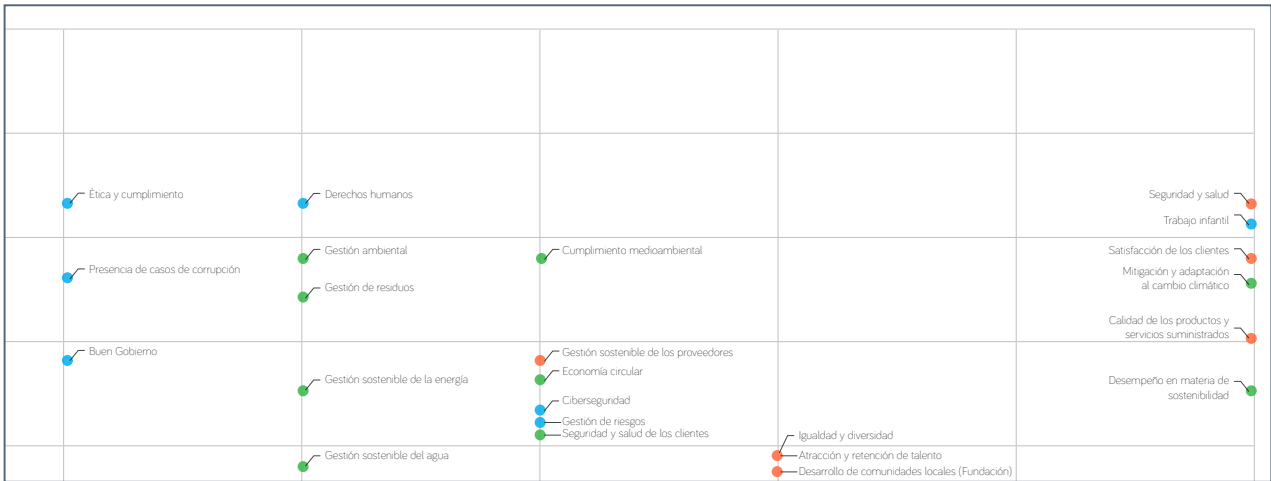 Ètica y cumplimiento
Derechos humanos
Seguridad y salud
Trabajo infantil
Gestión ambiental
Cumplimiento medioambiental
Satisfacción de los clientes
Presencia de casos de corrupción
Mitigación y adaptación
al cambio climático
Gestión de residuos
Calidad de los productos y
servicios suministrados
Buen Gobierno
Gestión sostenible de los proveedores
Economía circular
Gestión sostenible de la energía
Desempeño en materia de
sostenibilidad
Ciberseguridad
Gestión de riesgos
Seguridad y salud de los clientes
Igualdad y diversidad
Gestión sostenible del agua
Atracción y retención de talento
Desarrollo de comunidades locales (Fundación)